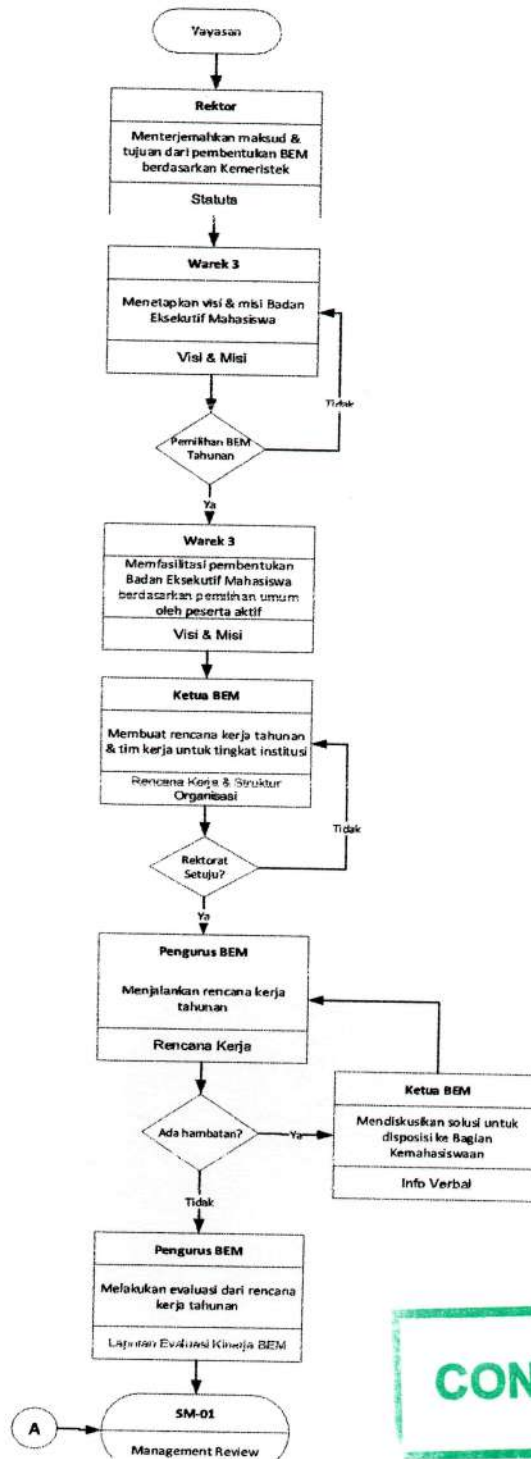 Yayasan
Rektor
Menterjemahkan maksud &
tujuan dari pembentukan BEM
berdasarkan Kemeristek
Statuta
Warek 3
Menetapkan visi & misi Badan
Eksekutif Mahasiswa
Visi & Misi
Tidak
Pemilihan BEM
Tahunan
Ya
Warek 3
Memfasilitasi pembentukan
Badan Eksekutif Mahasiswa
berdasarkan pemilihan umum
oleh peserta aktif
Visi & Misi
Ketua BEM
Membuat rencana kerja tahunan
& tim kerja untuk tingkat institusi
Rencana Kerja & Struktur
Organisasi
Tidak
Rektorat
Setuju?
Ya
Pengurus BEM
Menjalankan rencana kerja
tahunan
Rencana Kerja
Ada hambatan?
Ya
Ketua BEM
Mendiskusikan solusi untuk
disposisi ke Bagian
Kemahasiswaan
Info Verbal
Tidak
Pengurus BEM
Melakukan evaluasi dari rencana
kerja tahunan
Laporan Evaluasi Kinerja BEM
A
SM-01
Management Review
CON